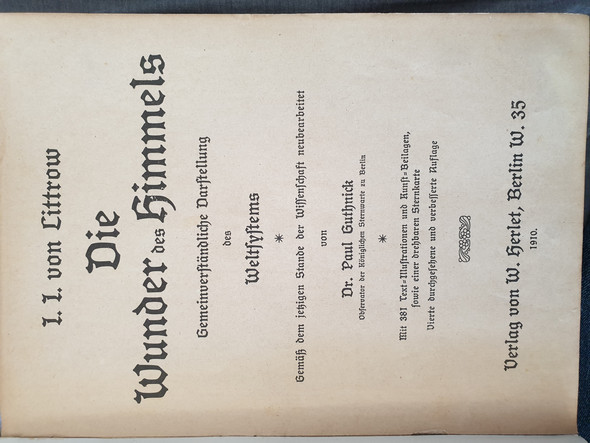 I. I. von Littrow
Die
Wunder des Himmels
Gemeinverständliche Darstellung
des
Weltsystems
*
Gemäß dem jetzigen Stande der Wissenschaft neubearbeitet
von
Dr. Paul Guthnick
Observator der Königlichen Sternwarte zu Berlin
*
Mit 381 Text-Illustrationen und Kunst-Beilagen,
sowie einer drehbaren Sternkarte
Vierte durchgesehene und verbesserte Auflage
Verlag von W. Herlet, Berlin W. 35
1910.